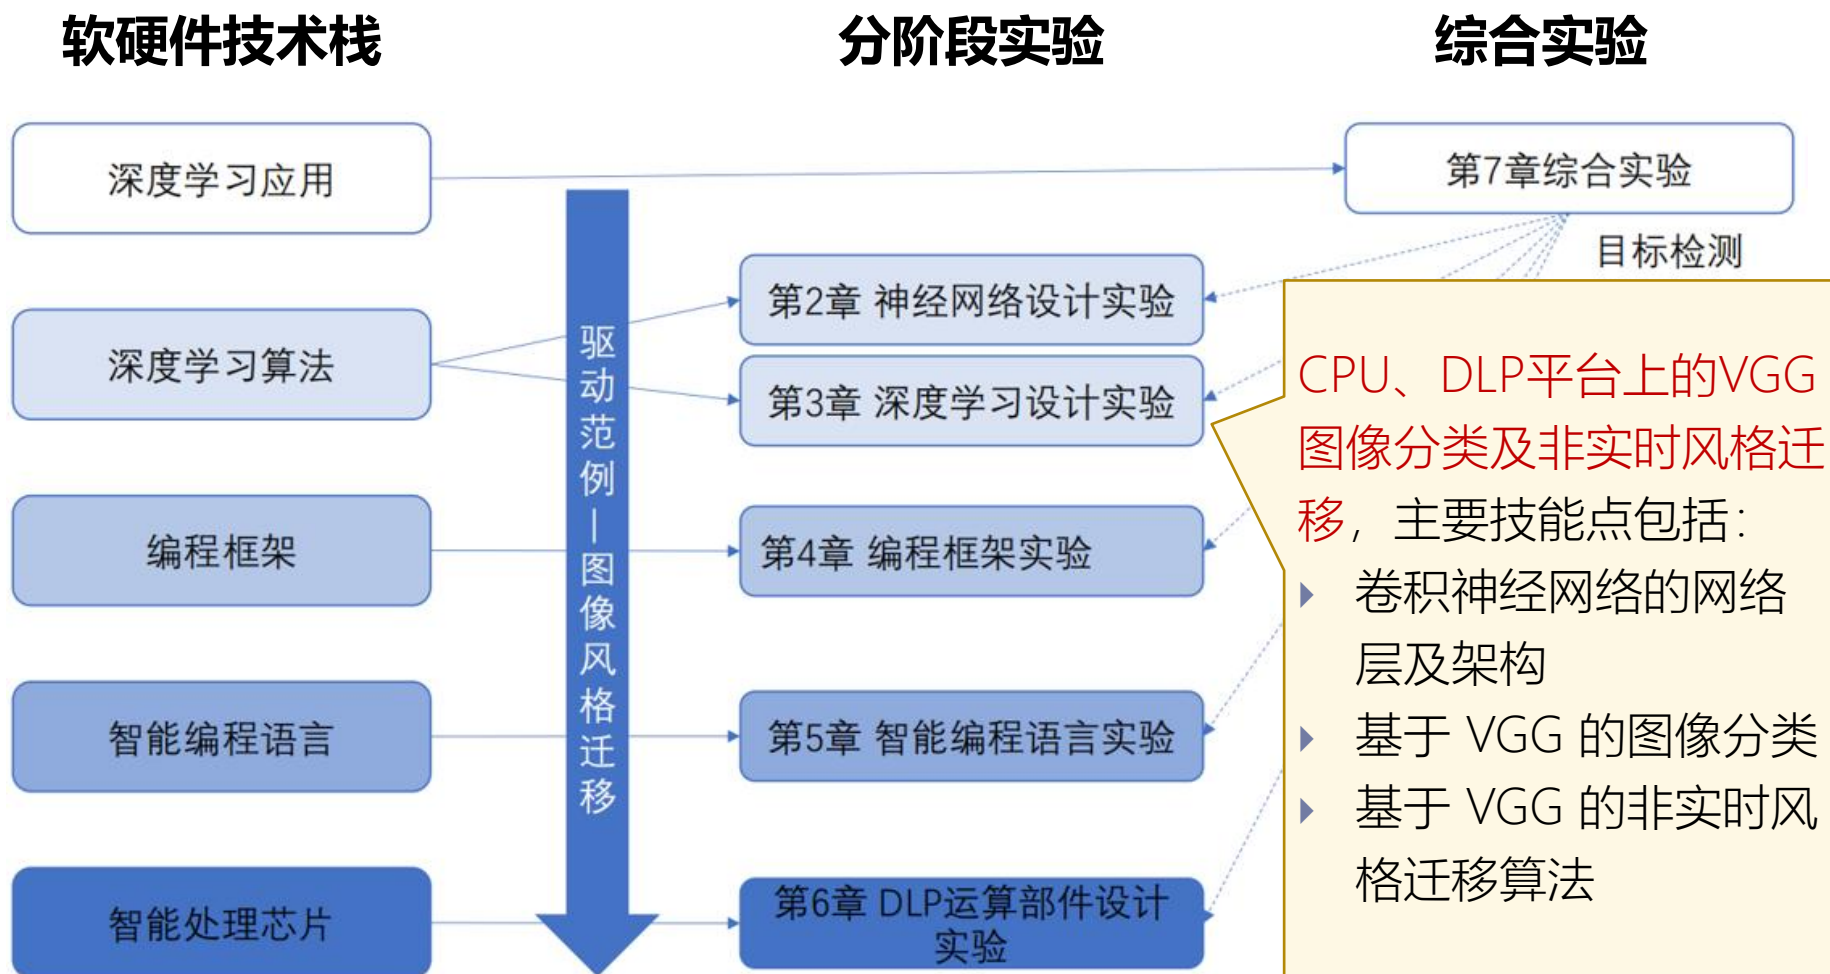 软硬件技术栈
分阶段实验
综合实验
深度学习应用
第7章综合实验
目标检测
深度学习算法
第2章 神经网络设计实验
第3章 深度学习设计实验
编程框架
第4章 编程框架实验
智能编程语言
第5章 智能编程语言实验
智能处理芯片
第6章 DLP运算部件设计
实验
驱动范例—图像风格迁移
CPU、DLP平台上的VGG
图像分类及非实时风格迁
移，主要技能点包括：
卷积神经网络的网络
层及架构
基于 VGG 的图像分类
基于 VGG 的非实时风
格迁移算法